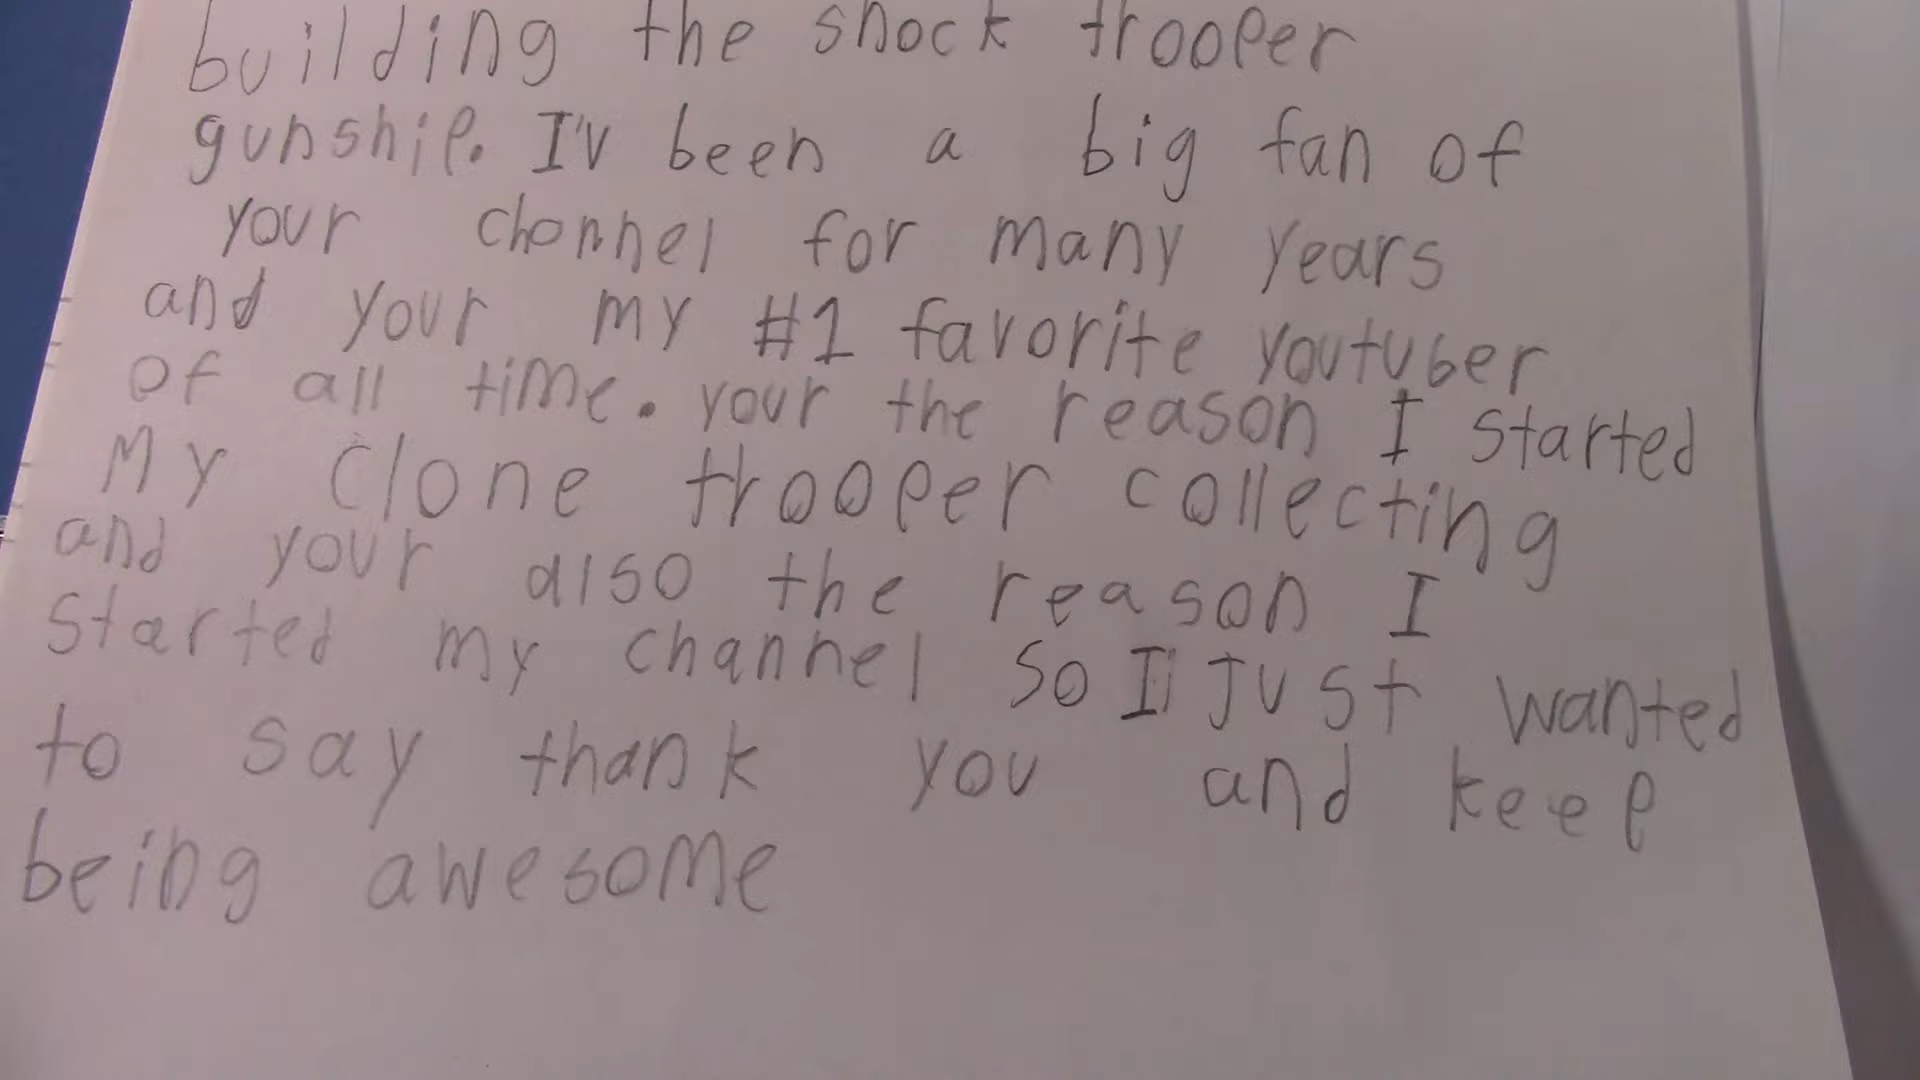 building the shock trooper
gunship. I'v been a big fan of
your chonnel for many years
and your my #1 favorite youtuber
of all time. your the reason I started
My clone trooper collecting
and your also the reason I
started my channel so I just wanted
to say thank you and keep
being awesome